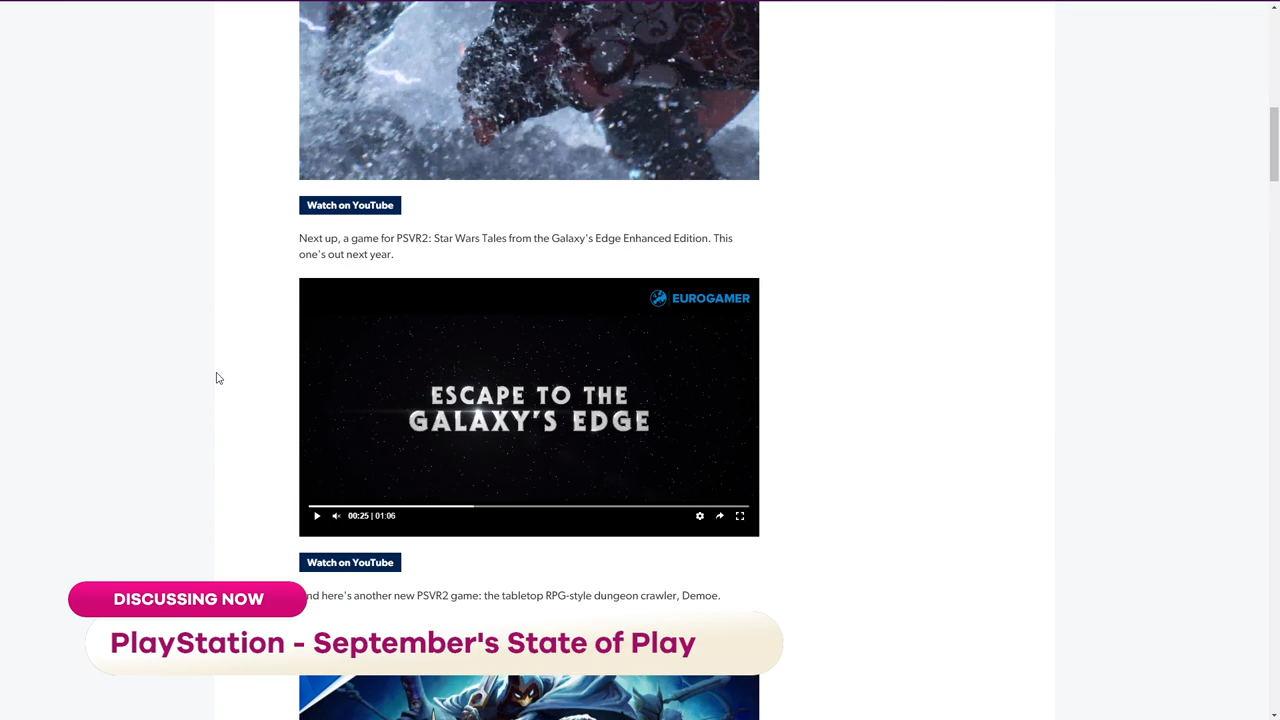 Watch on YouTube
Next up, a game for PSVR2: Star Wars Tales from the Galaxy's Edge Enhanced Edition. This
one's out next year.
EUROGAMER
ESCAPE TO THE
GALAXY'S EDGE
00:25 | 01:06
Watch on YouTube
nd here's another new PSVR2 game: the tabletop RPG-style dungeon crawler, Demoe.
DISCUSSING NOW
PlayStation - September's State of Play